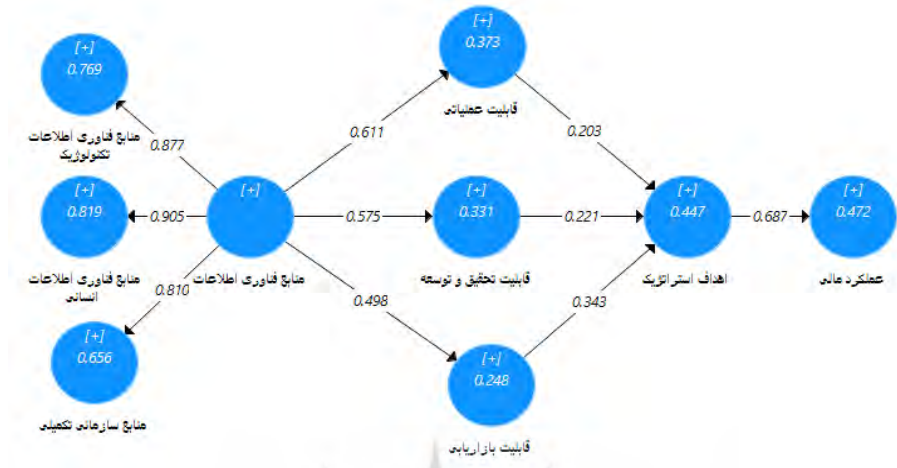 [+]
0.373
قابلیت عملیاتی
[+]
0.769
منابع فناوری اطلاعات
تکنولوژیک
0.877
0.611
0.203
[+]
0.819
منابع فناوری اطلاعات
انسانی
0.905
[+]
منابع فناوری اطلاعات
0.575
[+]
0.331
قابلیت تحقیق و توسعه
0.221
[+]
0.447
اهداف استراتژیک
0.687
[+]
0.472
عملکرد مالی
0.810
0.498
0.343
[+]
0.656
منابع سازمانی تکمیلی
[+]
0.248
قابلیت بازاریابی